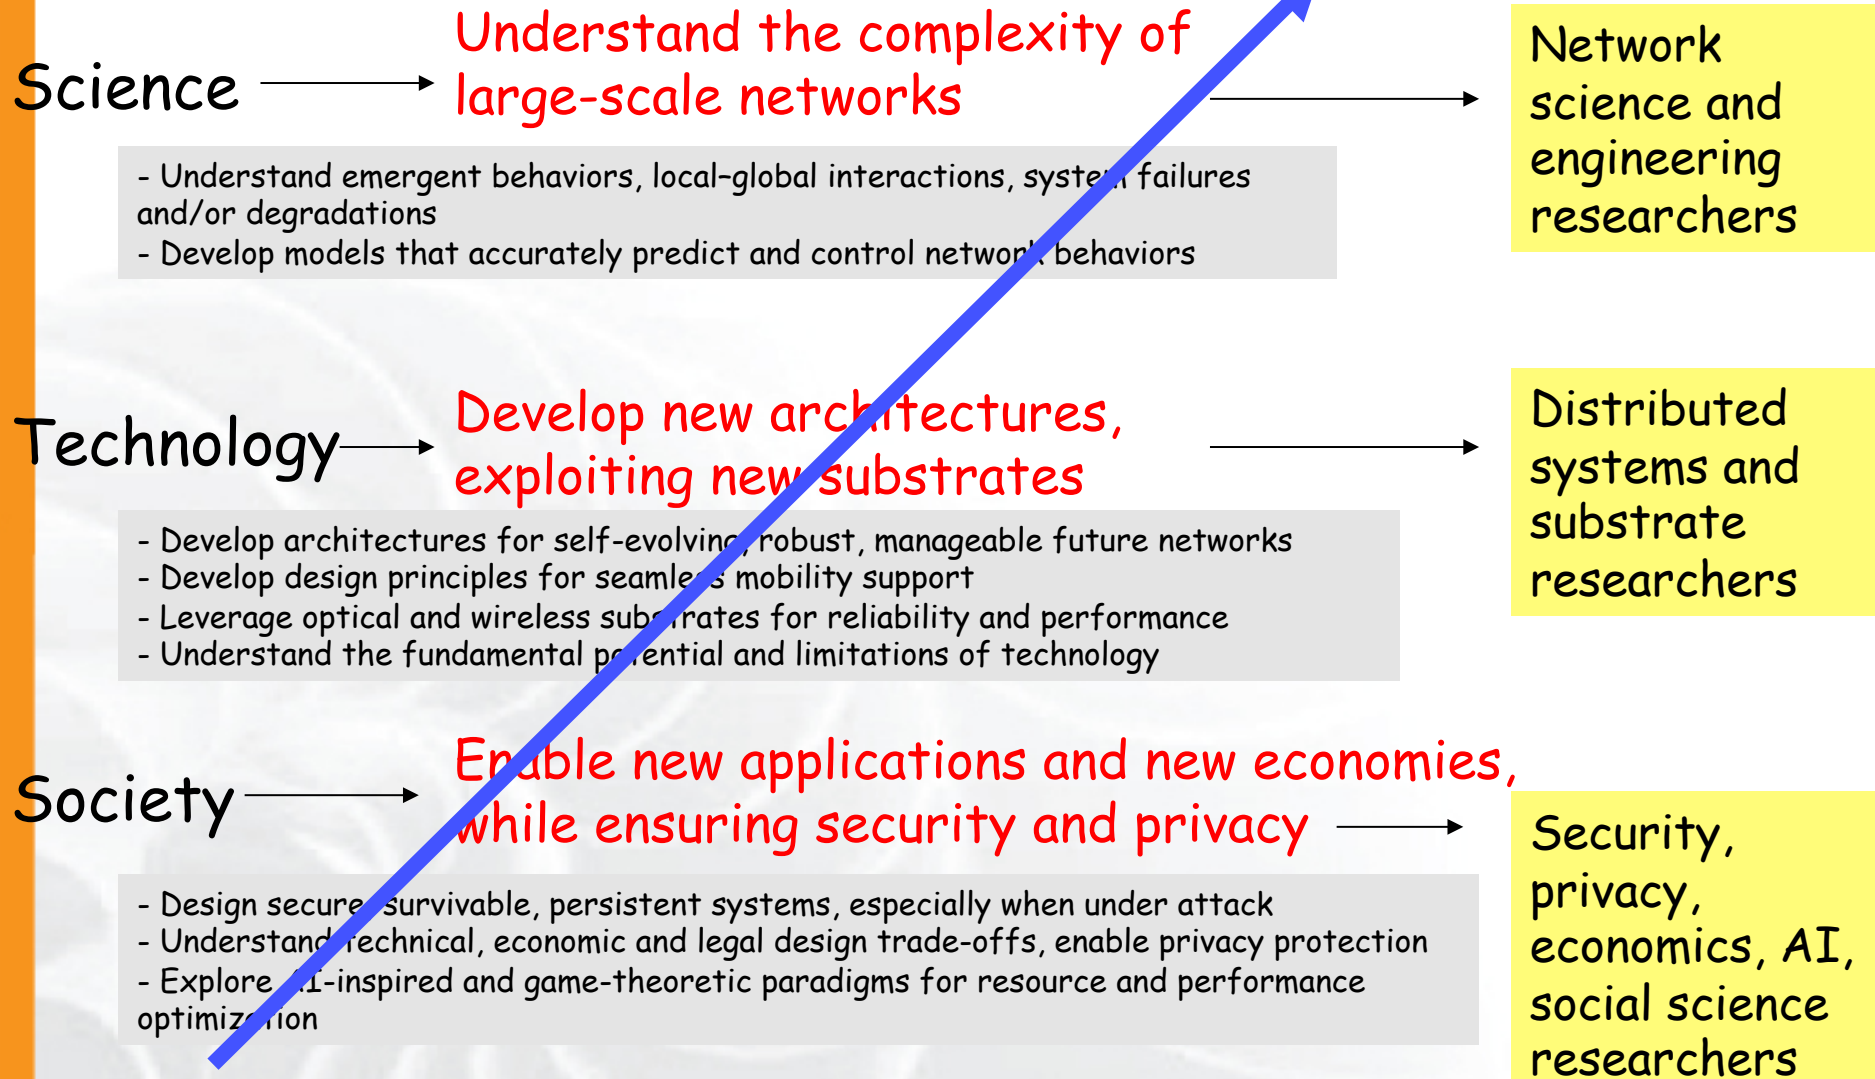 Science
Understand the complexity of
large-scale networks
Network
science and
engineering
researchers
- Understand emergent behaviors, local–global interactions, system failures
and/or degradations
- Develop models that accurately predict and control network behaviors
Technology
Develop new architectures,
exploiting new substrates
Distributed
systems and
substrate
researchers
- Develop architectures for self-evolving, robust, manageable future networks
- Develop design principles for seamless mobility support
- Leverage optical and wireless substrates for reliability and performance
- Understand the fundamental potential and limitations of technology
Society
Enable new applications and new economies,
while ensuring security and privacy
Security,
privacy,
economics, AI,
social science
researchers
- Design secure, survivable, persistent systems, especially when under attack
- Understand technical, economic and legal design trade-offs, enable privacy protection
- Explore AI-inspired and game-theoretic paradigms for resource and performance
optimization